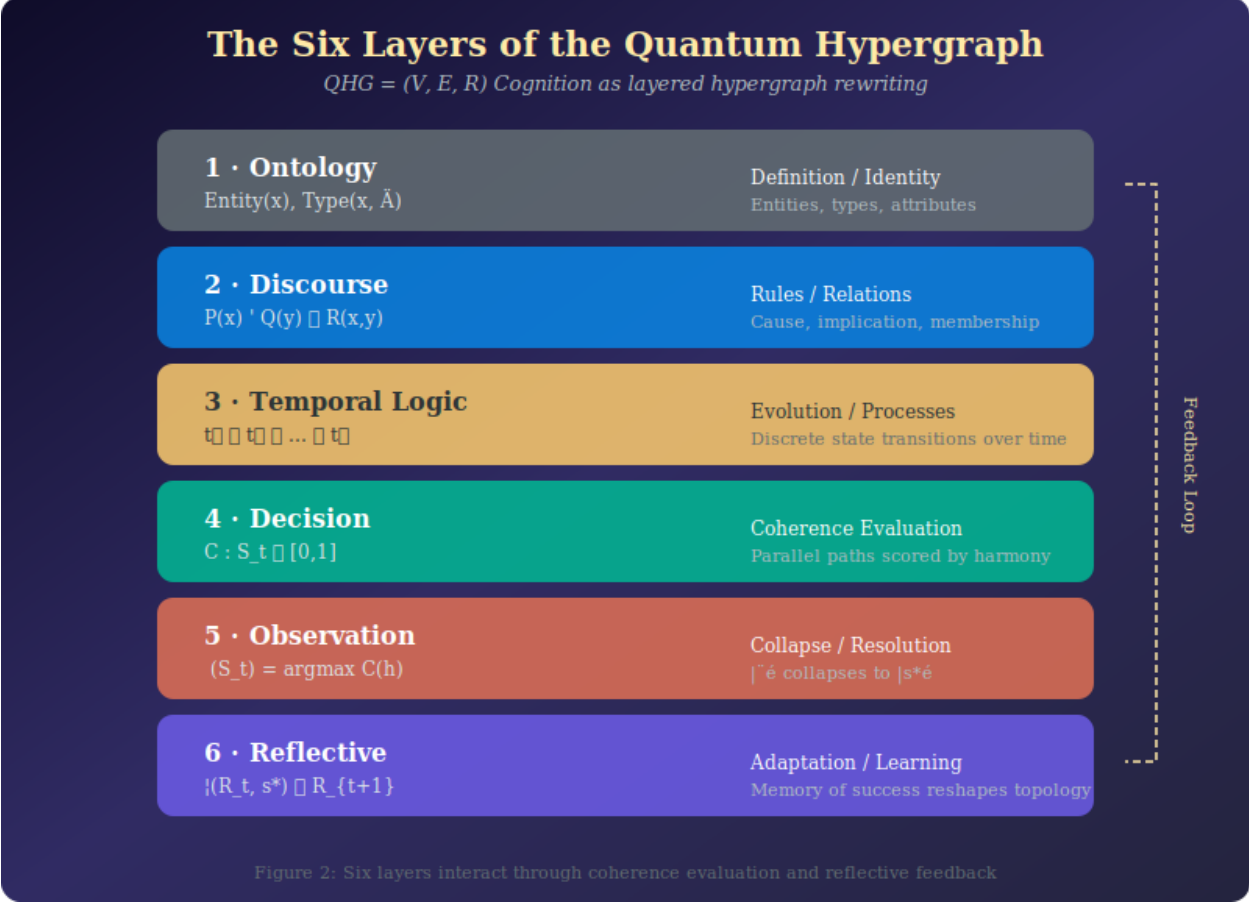 The Six Layers of the Quantum Hypergraph
QHG = (V, E, R) Cognition as layered hypergraph rewriting
1 · Ontology
Entity(x), Type(x, Ä)
Definition / Identity
Entities, types, attributes
2 · Discourse
P(x) ' Q(y) □ R(x,y)
Rules / Relations
Cause, implication, membership
3 · Temporal Logic
t□ □ t□ □ ... □ t□
Evolution / Processes
Discrete state transitions over time
4 · Decision
C : S_t □ [0,1]
Coherence Evaluation
Parallel paths scored by harmony
5 · Observation
(S_t) = argmax C(h)
Collapse / Resolution
|¨é collapses to |s*é
6 · Reflective
¦(R_t, s*) □ R_{t+1}
Adaptation / Learning
Memory of success reshapes topology
Feedback Loop
Figure 2: Six layers interact through coherence evaluation and reflective feedback